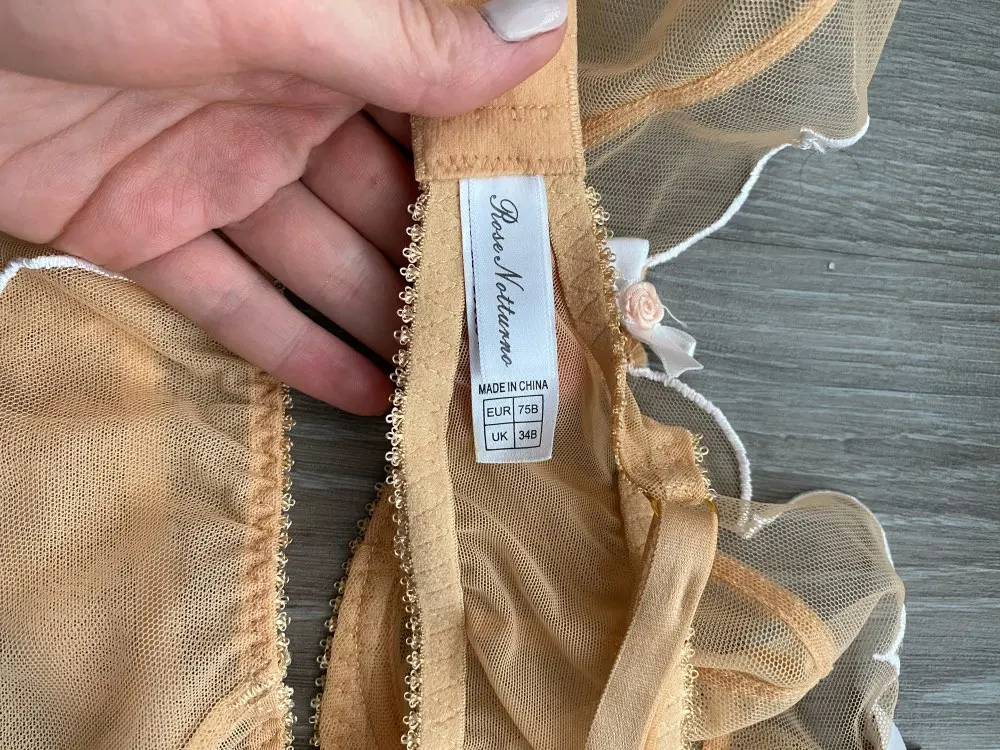 Rose Notturno
MADE IN CHINA
EUR 75B
UK 34B